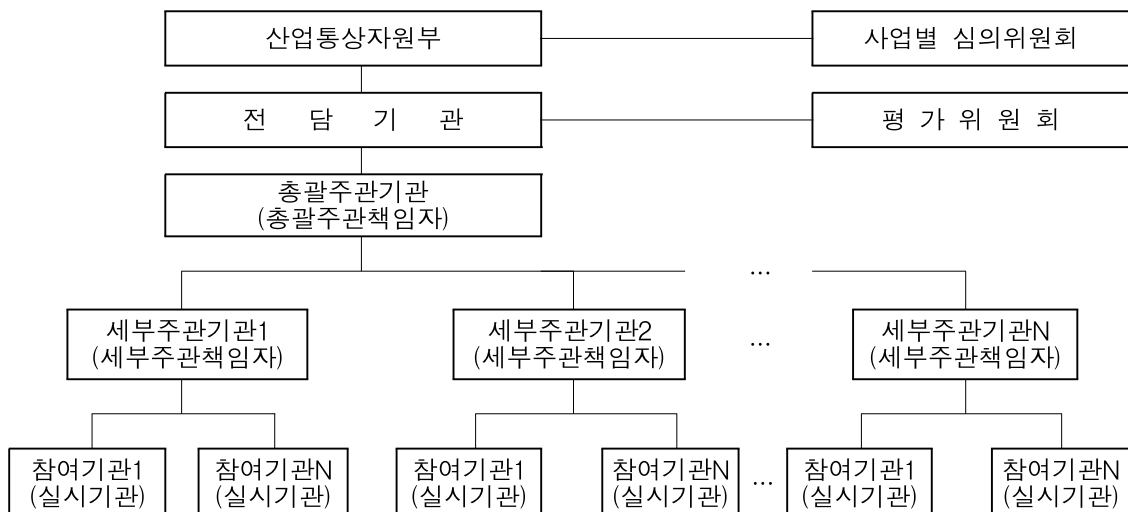 산업통상자원부
사업별 심의위원회
전 담 기 관
평 가 위 원 회
총괄주관기관
(총괄주관책임자)
...
세부주관기관1
(세부주관책임자)
세부주관기관2
(세부주관책임자)
...
세부주관기관N
(세부주관책임자)
참여기관1
(실시기관)
참여기관N
(실시기관)
참여기관1
(실시기관)
참여기관N
(실시기관)
...
참여기관1
(실시기관)
참여기관N
(실시기관)